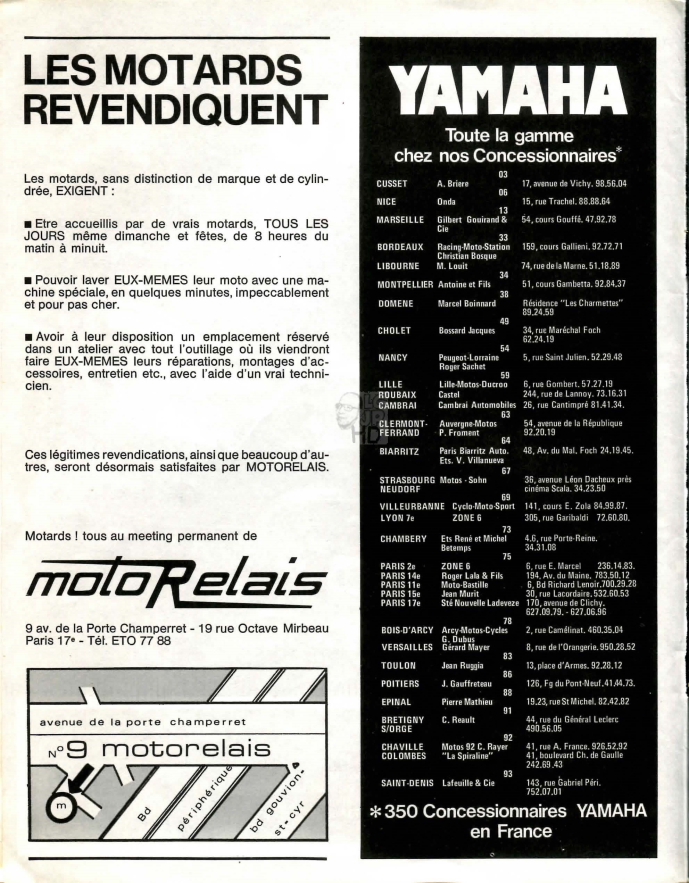 LES MOTARDS
REVENDIQUENT
Les motards, sans distinction de marque et de cylin-
drée, EXIGENT :
■ Etre accueillis par de vrais motards, TOUS LES
JOURS même dimanche et fêtes, de 8 heures du
matin à minuit.
■ Pouvoir laver EUX-MEMES leur moto avec une ma-
chine spéciale, en quelques minutes, impeccablement
et pour pas cher.
■ Avoir à leur disposition un emplacement réservé
dans un atelier avec tout l'outillage où ils viendront
faire EUX-MEMES leurs réparations, montages d'ac-
cessoires, entretien etc., avec l'aide d'un vrai techni-
cien.
Ces légitimes revendications, ainsi que beaucoup d'au-
tres, seront désormais satisfaites par MOTORELAIS.
Motards ! tous au meeting permanent de
motoRelais
9 av. de la Porte Champerret - 19 rue Octave Mirbeau
Paris 17e - Tél. ETO 77 88
avenue de la porte champerret
N°9 motorelais
m
Bd
périphérique
bd gouvion-
st-cyr
YAMAHA
Toute la gamme
chez nos Concessionnaires*
03
CUSSET A. Briere 17, avenue de Vichy. 98.56.04
06
NICE Onda 15, rue Trachel. 88.88.64
13
MARSEILLE Gilbert Gouirand & 54, cours Gouffé. 47.92.78
Cie
33
BORDEAUX Racing-Moto-Station 159, cours Gallieni. 92.72.71
Christian Bosque
LIBOURNE M. Louit 74, rue de la Marne. 51.18.89
34
MONTPELLIER Antoine et Fils 51, cours Gambetta. 92.84.37
38
DOMENE Marcel Boinnard Résidence "Les Charmettes"
89.24.59
49
CHOLET Bossard Jacques 34, rue Maréchal Foch
62.24.19
54
NANCY Peugeot-Lorraine 5, rue Saint Julien. 52.29.48
Roger Sachet
59
LILLE Lille-Motos-Ducroo 6, rue Gombert. 57.27.19
ROUBAIX Castel 244, rue de Lannoy. 73.16.31
CAMBRAI Cambrai Automobiles 26, rue Cantimpré 81.41.34.
63
CLERMONT- Auvergne-Motos 54, avenue de la République
FERRAND P. Froment 92.20.19
64
BIARRITZ Paris Biarritz Auto. 48, Av. du Mal. Foch 24.19.45.
Ets. V. Villanueva
67
STRASBOURG Motos - Sohn 36, avenue Léon Dacheux près
NEUDORF cinéma Scala. 34.23.50
69
VILLEURBANNE Cyclo-Moto-Sport 141, cours E. Zola 84.99.87.
LYON 7e ZONE 6 305, rue Garibaldi 72.60.80.
73
CHAMBERY Ets René et Michel 4.6, rue Porte-Reine.
Betemps 34.31.08
75
PARIS 2e ZONE 6 6, rue E. Marcel 236.14.83.
PARIS 14e Roger Lala & Fils 194, Av. du Maine. 783.50.12
PARIS 11e Moto-Bastille 6, Bd Richard Lenoir. 700.29.28
PARIS 15e Jean Murit 30, rue Lacordaire. 532.60.53
PARIS 17e Sté Nouvelle Ladeveze 170, avenue de Clichy.
627.09.79. - 627.06.96
78
BOIS-D'ARCY Arcy-Motos-Cycles 2, rue Camélinat. 460.35.04
G. Dubus
VERSAILLES Gérard Mayer 8, rue de l'Orangerie. 950.28.52
83
TOULON Jean Ruggia 13, place d'Armes. 92.28.12
86
POITIERS J. Gauffreteau 126, Fg du Pont-Neuf. 41.44.73.
88
EPINAL Pierre Mathieu 19.23, rue St Michel. 82.42.82
91
BRETIGNY C. Reault 44, rue du Général Leclerc
S/ORGE 490.56.05
92
CHAVILLE Motos 92 C. Rayer 41, rue A. France. 926.52.92
COLOMBES "La Spiraline" 41, boulevard Ch. de Gaulle
242.69.43
93
SAINT-DENIS Lafeuille & Cie 143, rue Gabriel Péri.
752.07.01
*350 Concessionnaires YAMAHA
en France